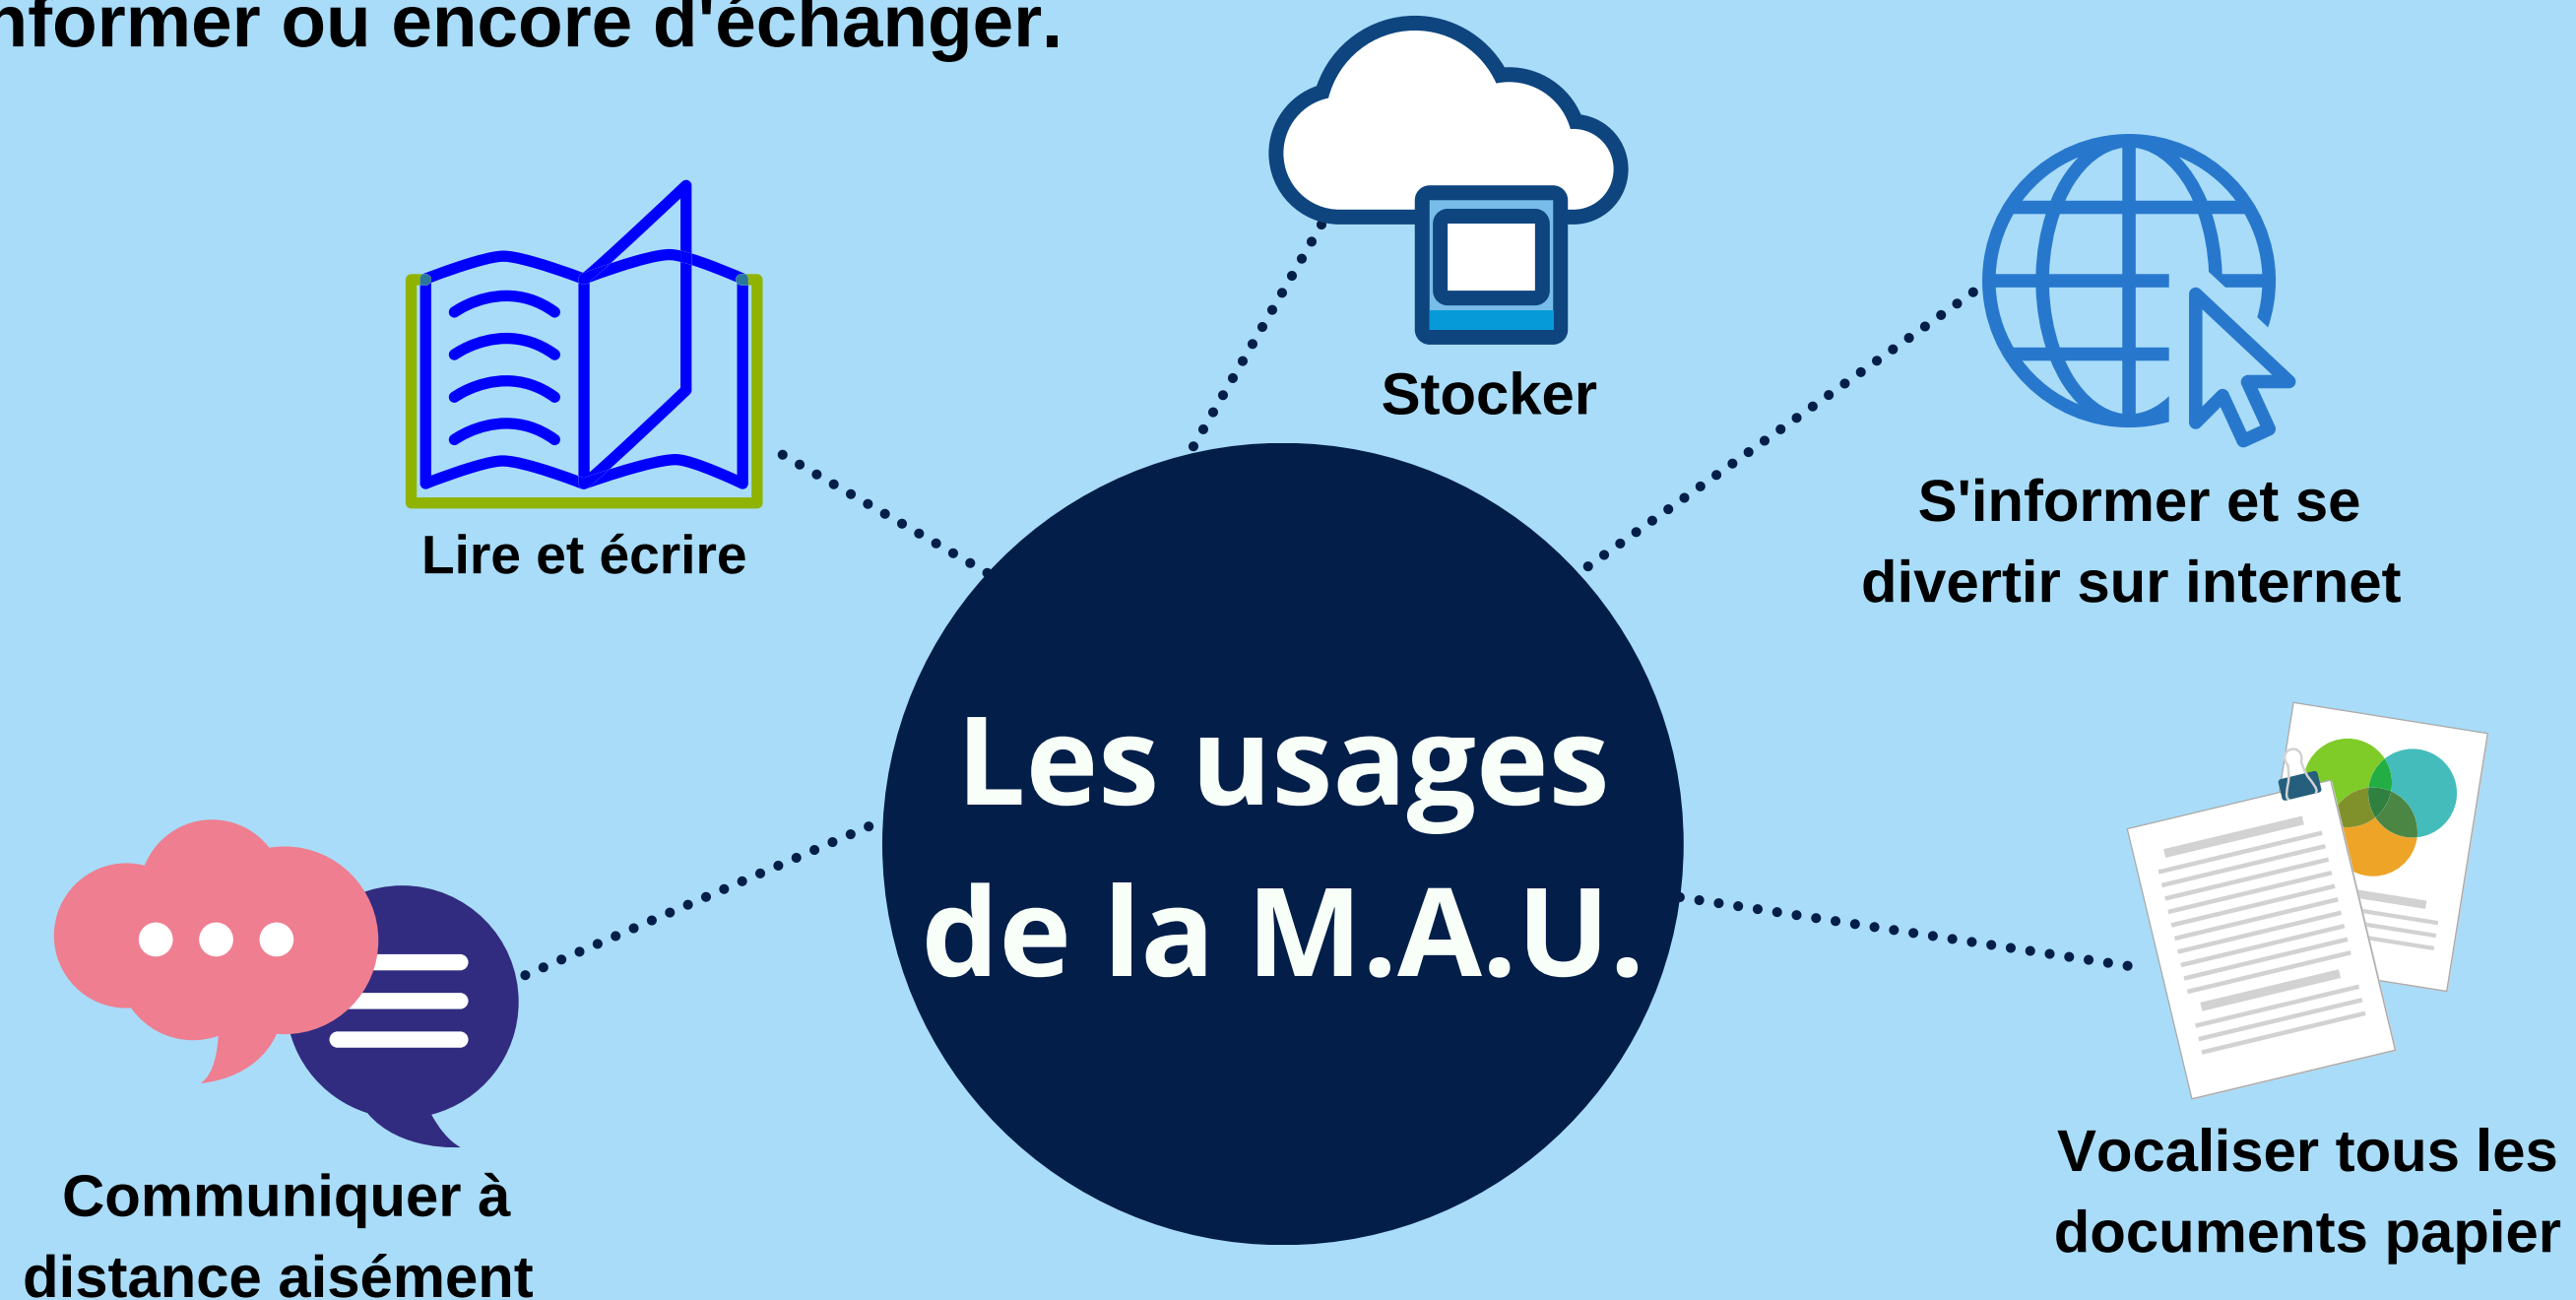 nformer ou encore d'échanger.
Stocker
S'informer et se
divertir sur internet
Lire et écrire
Les usages
de la M.A.U.
Communiquer à
distance aisément
Vocaliser tous les
documents papier